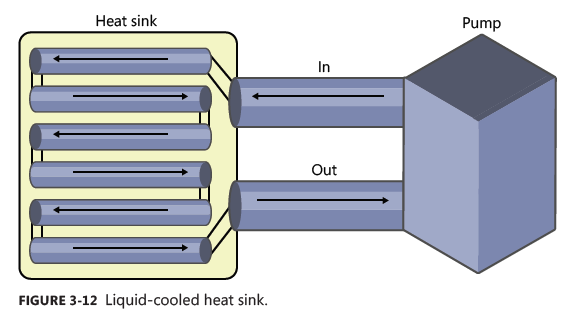 Heat sink
Pump
In
Out
FIGURE 3-12 Liquid-cooled heat sink.